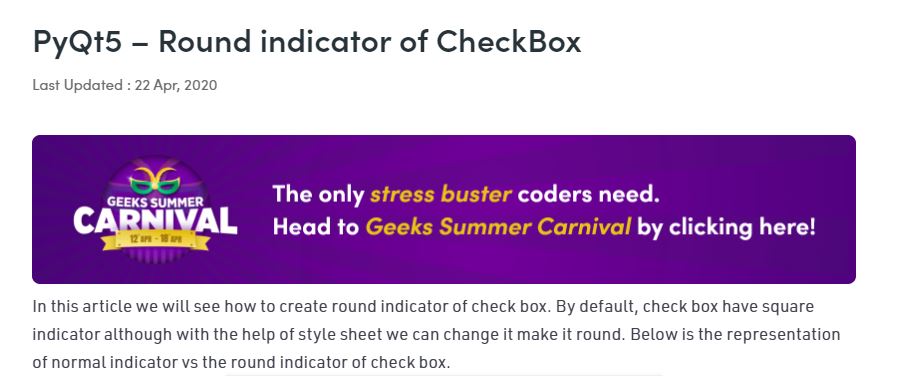 PyQt5 – Round indicator of CheckBox
Last Updated : 22 Apr, 2020
GEEKS SUMMER
CARNIVAL
12 APR - 18 APR
The only stress buster coders need.
Head to Geeks Summer Carnival by clicking here!
In this article we will see how to create round indicator of check box. By default, check box have square
indicator although with the help of style sheet we can change it make it round. Below is the representation
of normal indicator vs the round indicator of check box.